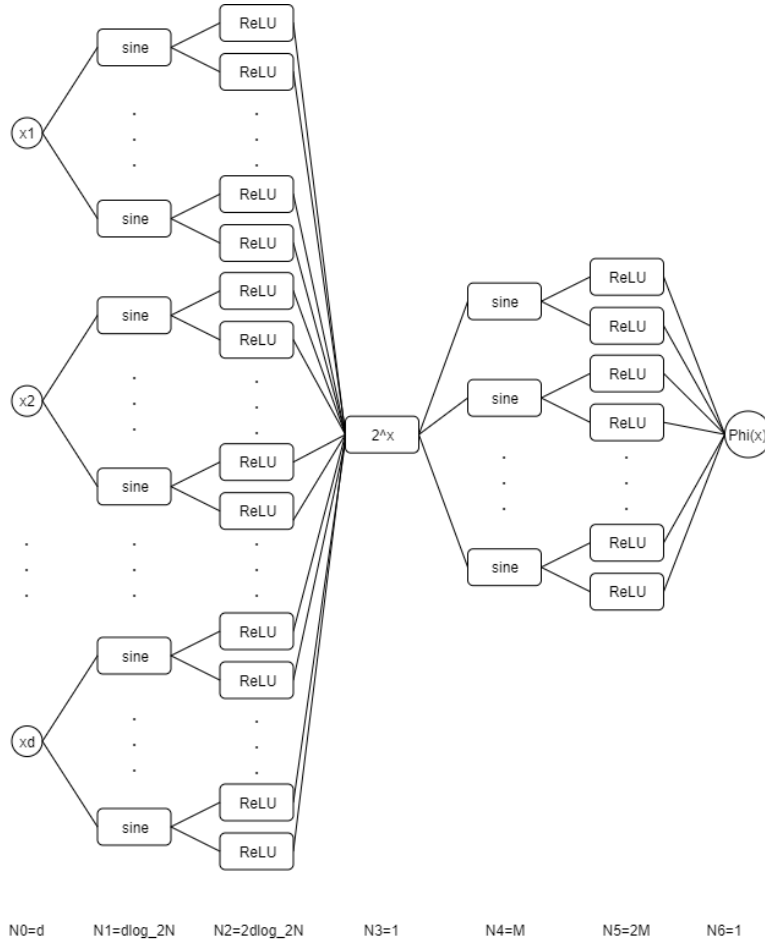 ReLU
sine
ReLU
x1
ReLU
sine
ReLU
ReLU
sine
ReLU
x2
ReLU
sine
ReLU
ReLU
sine
ReLU
xd
ReLU
sine
ReLU
2^x
ReLU
sine
ReLU
ReLU
sine
ReLU
ReLU
sine
ReLU
Phi(x)
N0=d N1=dlog_2N N2=2dlog_2N N3=1 N4=M N5=2M N6=1